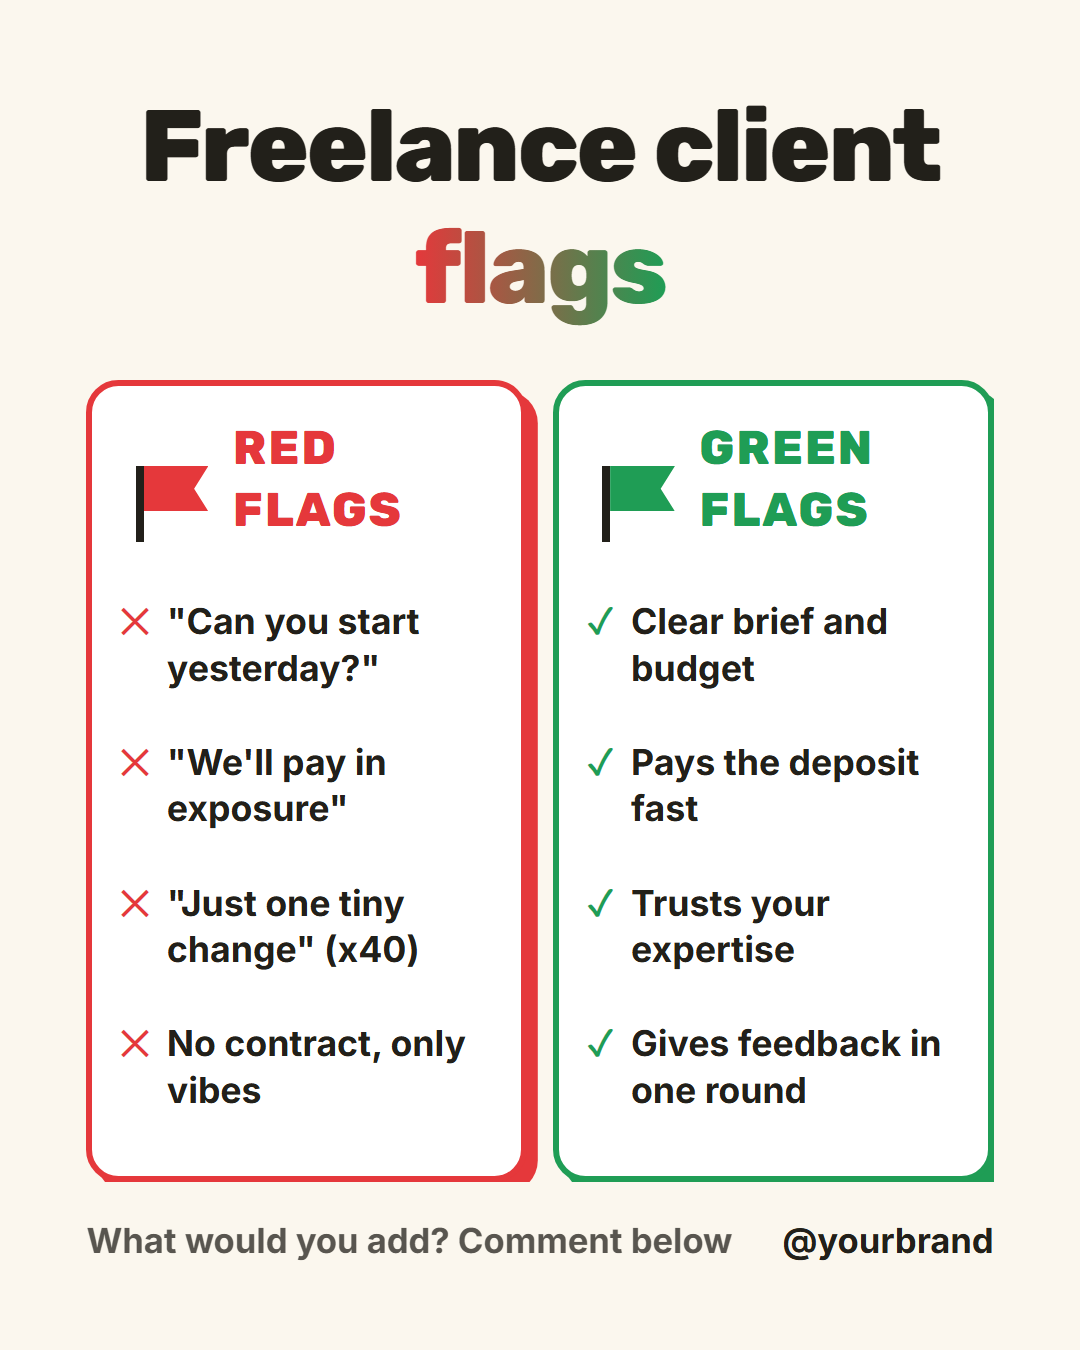 Freelance client
flags
RED
FLAGS
"Can you start
yesterday?"
"We'll pay in
exposure"
"Just one tiny
change" (x40)
No contract, only
vibes
GREEN
FLAGS
Clear brief and
budget
Pays the deposit
fast
Trusts your
expertise
Gives feedback in
one round
What would you add? Comment below
@yourbrand